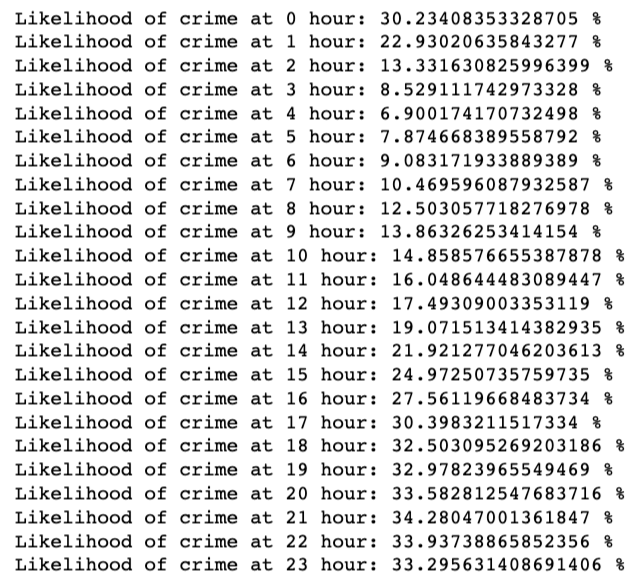 Likelihood of crime at 0 hour: 30.23408353328705 %
Likelihood of crime at 1 hour: 22.93020635843277 %
Likelihood of crime at 2 hour: 13.331630825996399 %
Likelihood of crime at 3 hour: 8.529111742973328 %
Likelihood of crime at 4 hour: 6.900174170732498 %
Likelihood of crime at 5 hour: 7.874668389558792 %
Likelihood of crime at 6 hour: 9.083171933889389 %
Likelihood of crime at 7 hour: 10.469596087932587 %
Likelihood of crime at 8 hour: 12.503057718276978 %
Likelihood of crime at 9 hour: 13.86326253414154 %
Likelihood of crime at 10 hour: 14.858576655387878 %
Likelihood of crime at 11 hour: 16.048644483089447 %
Likelihood of crime at 12 hour: 17.49309003353119 %
Likelihood of crime at 13 hour: 19.071513414382935 %
Likelihood of crime at 14 hour: 21.921277046203613 %
Likelihood of crime at 15 hour: 24.97250735759735 %
Likelihood of crime at 16 hour: 27.56119668483734 %
Likelihood of crime at 17 hour: 30.3983211517334 %
Likelihood of crime at 18 hour: 32.503095269203186 %
Likelihood of crime at 19 hour: 32.97823965549469 %
Likelihood of crime at 20 hour: 33.582812547683716 %
Likelihood of crime at 21 hour: 34.28047001361847 %
Likelihood of crime at 22 hour: 33.93738865852356 %
Likelihood of crime at 23 hour: 33.295631408691406 %